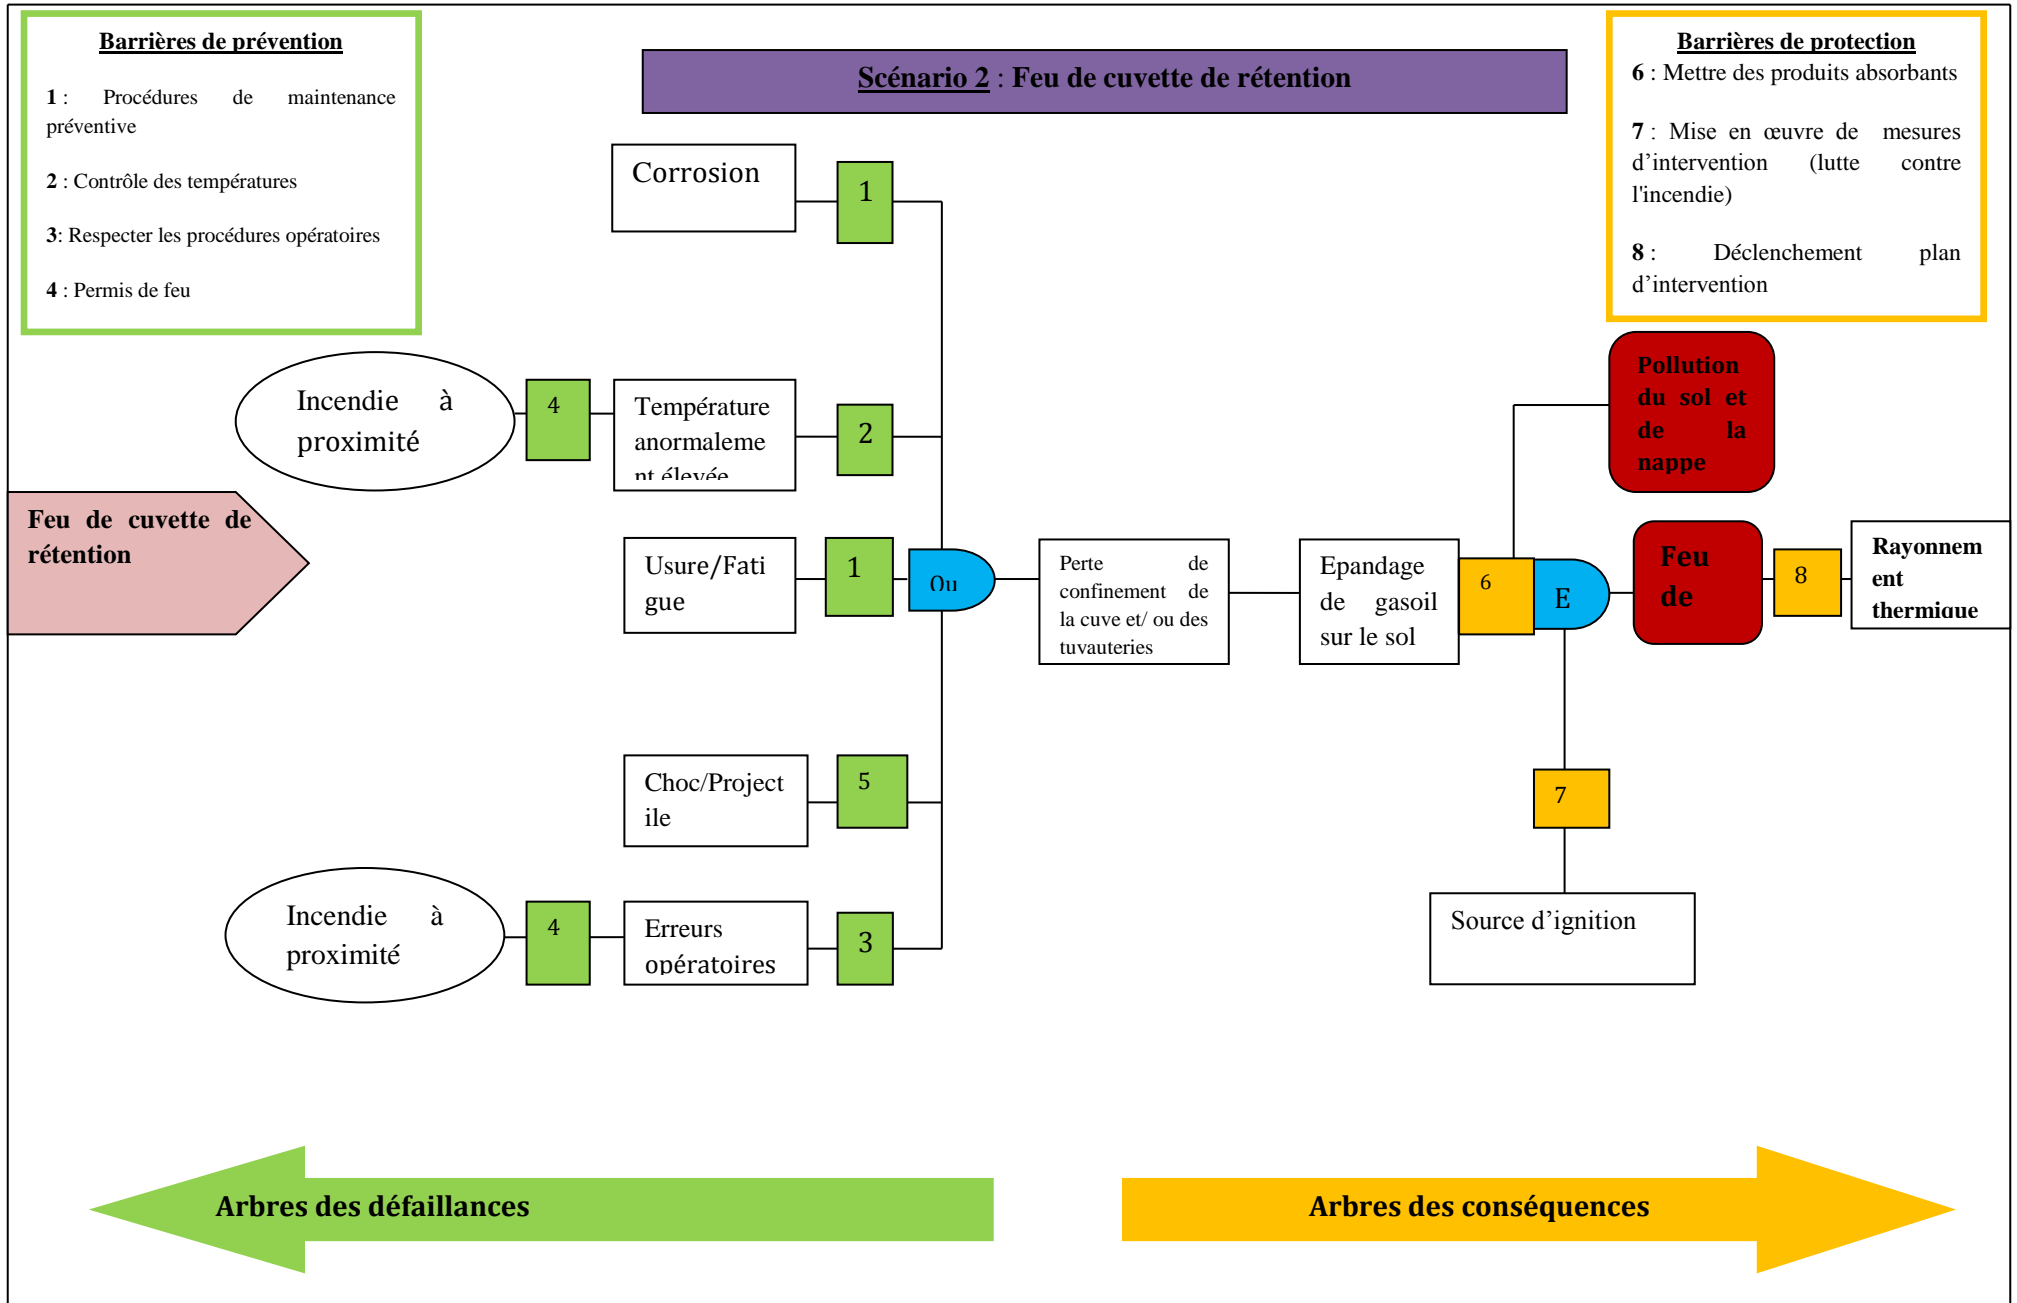 Barrières de prévention
1 : Procédures de maintenance
préventive
2 : Contrôle des températures
3: Respecter les procédures opératoires
4 : Permis de feu
Scénario 2 : Feu de cuvette de rétention
Barrières de protection
6 : Mettre des produits absorbants
7 : Mise en œuvre de mesures
d’intervention (lutte contre
l'incendie)
8 : Déclenchement plan
d’intervention
Corrosion
1
Incendie à
proximité
4
Température
anormaleme
nt élevée
2
Feu de cuvette de
rétention
Usure/Fati
gue
1
Ou
Perte de
confinement de
la cuve et/ ou des
tuyauteries
Epandage
de gasoil
sur le sol
6
E
Pollution
du sol et
de la
nappe
Feu
de
8
Rayonnem
ent
thermique
Choc/Project
ile
5
7
Incendie à
proximité
4
Erreurs
opératoires
3
Source d’ignition
Arbres des défaillances
Arbres des conséquences